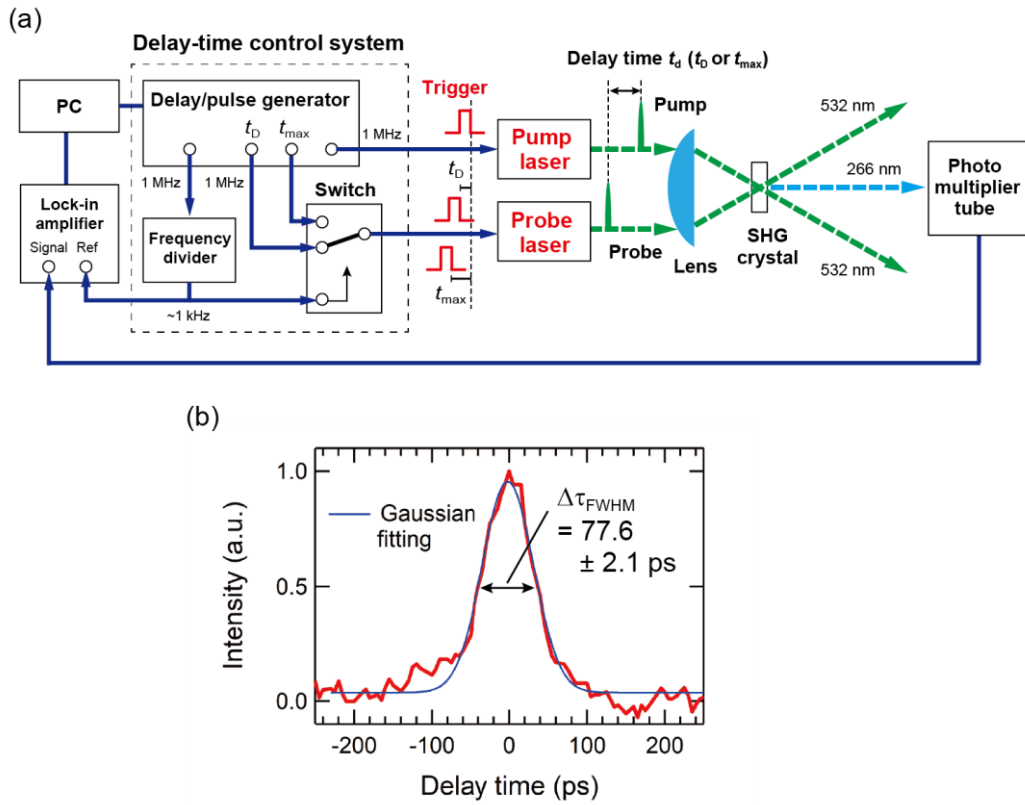 (a)
Delay-time control system
PC
Delay/pulse generator
tD
tmax
1 MHz
Trigger
Delay time td (tD or tmax)
Pump
532 nm
Pump
laser
266 nm
Photo
multiplier
tube
1 MHz
1 MHz
Switch
tD
Lock-in
amplifier
Signal
Ref
Frequency
divider
Probe
laser
Probe
Lens
SHG
crystal
532 nm
tmax
~1 kHz
(b)
Intensity (a.u.)
1.0
0.5
0.0
Gaussian
fitting
ΔτFWHM
= 77.6
± 2.1 ps
-200
-100
0
100
200
Delay time (ps)